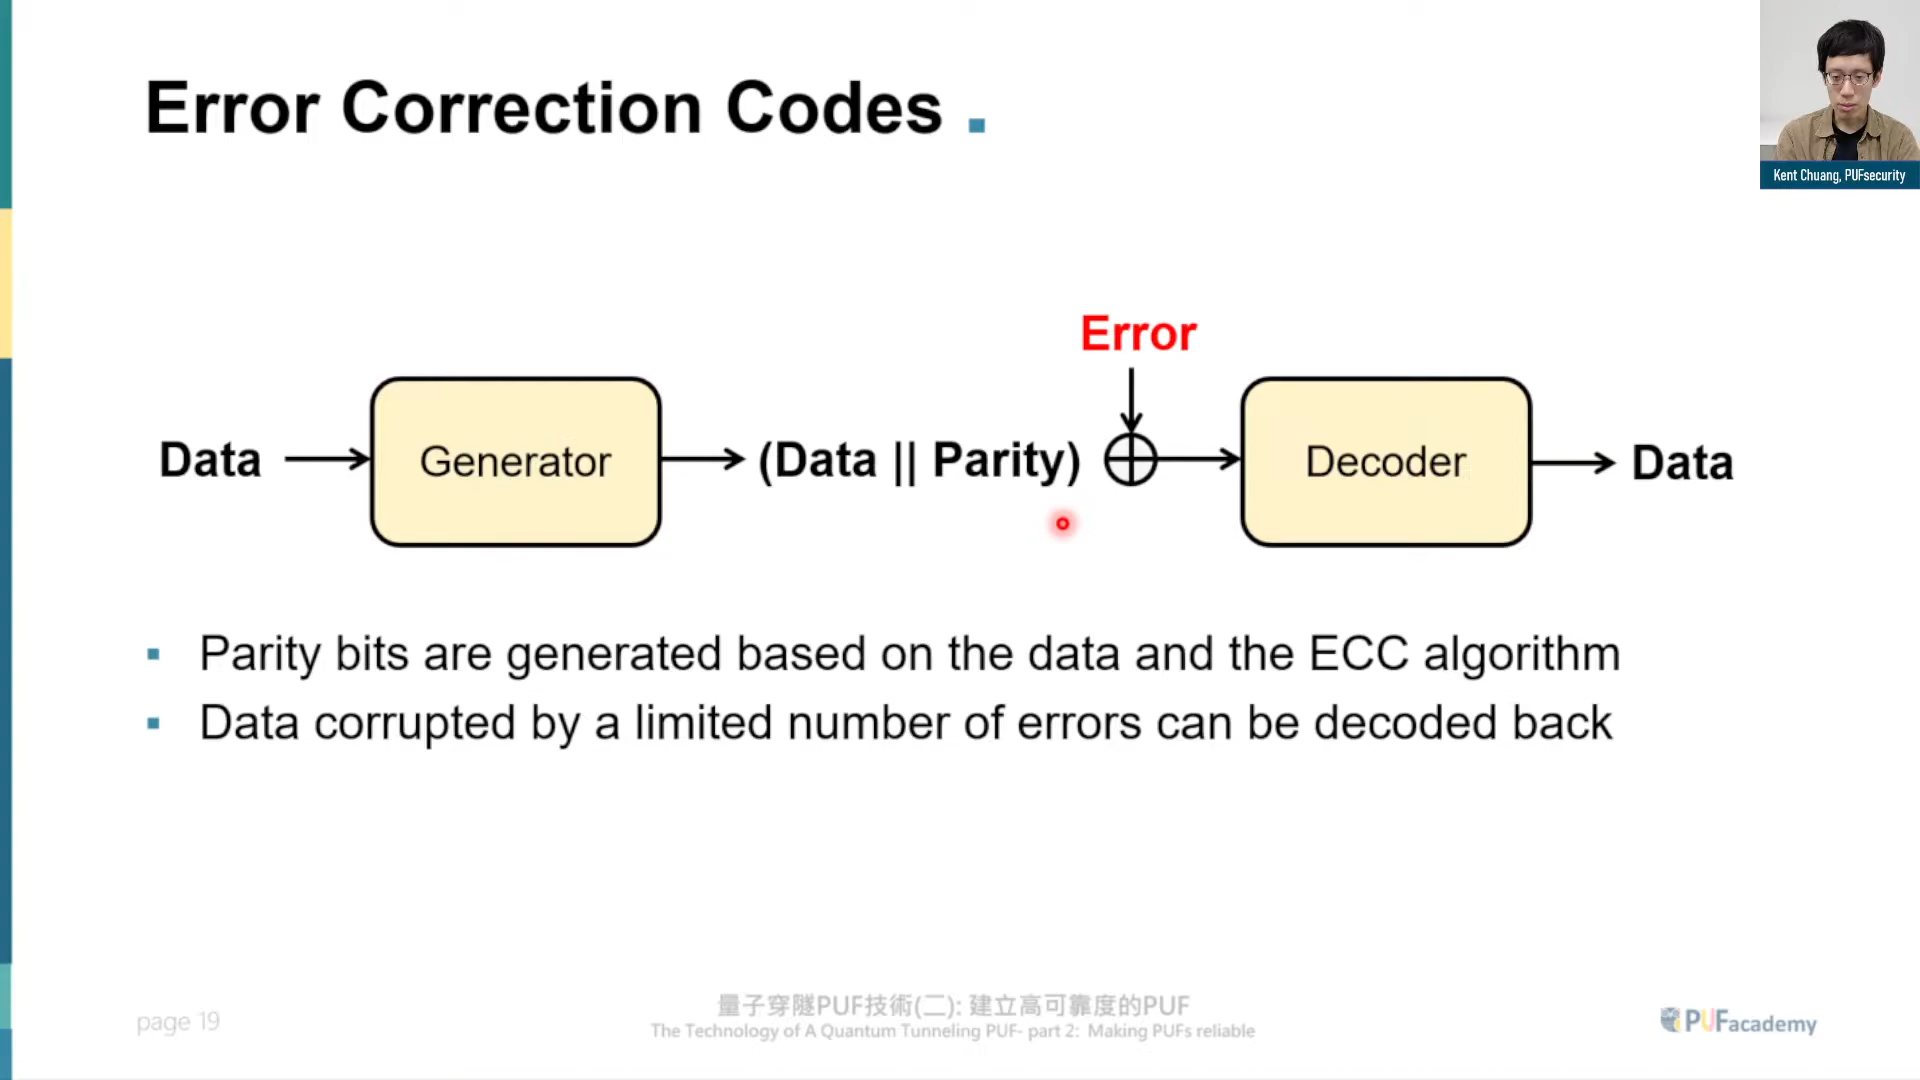 Error Correction Codes .
Kent Chuang, PUFsecurity
Error
Data
Generator
(Data || Parity)
Decoder
Data
▪ Parity bits are generated based on the data and the ECC algorithm
▪ Data corrupted by a limited number of errors can be decoded back
page 19
量子穿隧PUF技術(二): 建立高可靠度的PUF
The Technology of A Quantum Tunneling PUF- part 2: Making PUFs reliable
PUFacademy